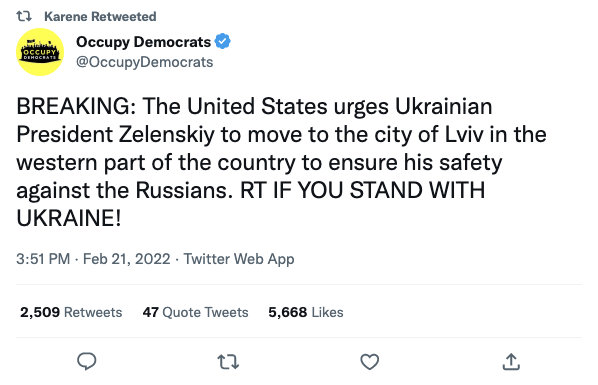 Karene Retweeted
OCCUPY
DEMOCRATS
Occupy Democrats
@OccupyDemocrats
BREAKING: The United States urges Ukrainian
President Zelenskiy to move to the city of Lviv in the
western part of the country to ensure his safety
against the Russians. RT IF YOU STAND WITH
UKRAINE!
3:51 PM · Feb 21, 2022 · Twitter Web App
2,509 Retweets 47 Quote Tweets 5,668 Likes